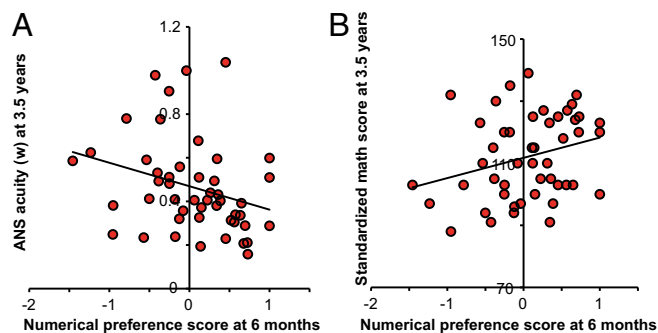 A
ANS acuity (w) at 3.5 years
1.2
0.8
0.4
0
-2
-1
0
1
2
Numerical preference score at 6 months
B
Standardized math score at 3.5 years
150
110
70
-2
-1
0
1
2
Numerical preference score at 6 months